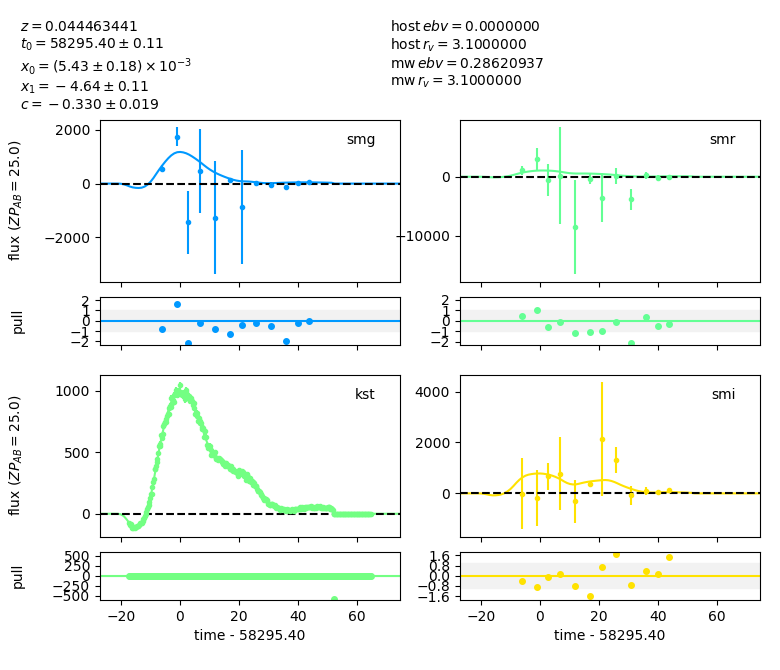 z = 0.044463441
t₀ = 58295.40 ± 0.11
x₀ = (5.43 ± 0.18) × 10⁻³
x₁ = − 4.64 ± 0.11
c = − 0.330 ± 0.019
host ebv = 0.0000000
host r_v = 3.1000000
mw ebv = 0.28620937
mw r_v = 3.1000000
flux (ZP_AB = 25.0)
2000
0
−2000
smg
0
−10000
smr
pull
2
1
0
−1
−2
2
1
0
−1
−2
flux (ZP_AB = 25.0)
1000
500
0
kst
4000
2000
0
smi
pull
500
250
0
−250
−500
1.6
0.8
0.0
−0.8
−1.6
−20 0 20 40 60
−20 0 20 40 60
time - 58295.40
time - 58295.40